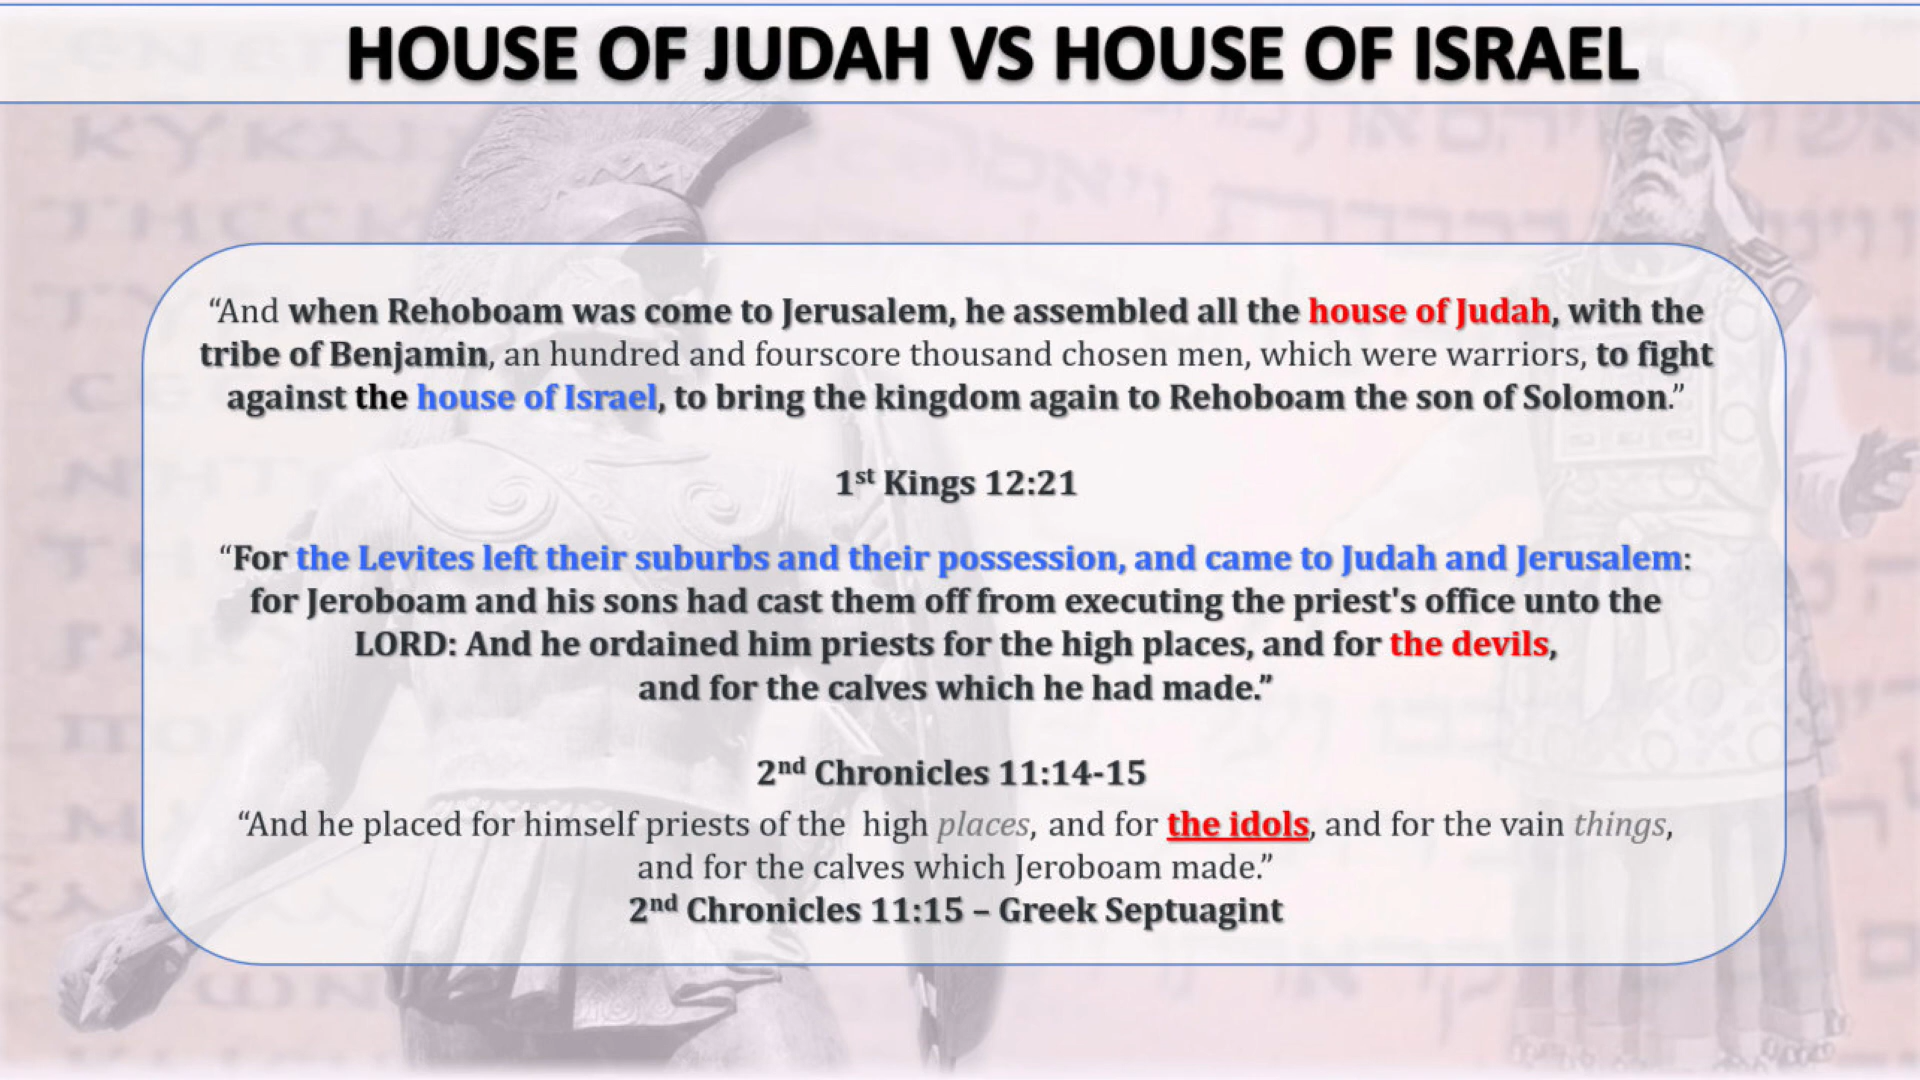 HOUSE OF JUDAH VS HOUSE OF ISRAEL
“And when Rehoboam was come to Jerusalem, he assembled all the house of Judah, with the
tribe of Benjamin, an hundred and fourscore thousand chosen men, which were warriors, to fight
against the house of Israel, to bring the kingdom again to Rehoboam the son of Solomon.”
1st Kings 12:21
“For the Levites left their suburbs and their possession, and came to Judah and Jerusalem:
for Jeroboam and his sons had cast them off from executing the priest's office unto the
LORD: And he ordained him priests for the high places, and for the devils,
and for the calves which he had made.”
2nd Chronicles 11:14-15
“And he placed for himself priests of the high places, and for the idols, and for the vain things,
and for the calves which Jeroboam made.”
2nd Chronicles 11:15 – Greek Septuagint